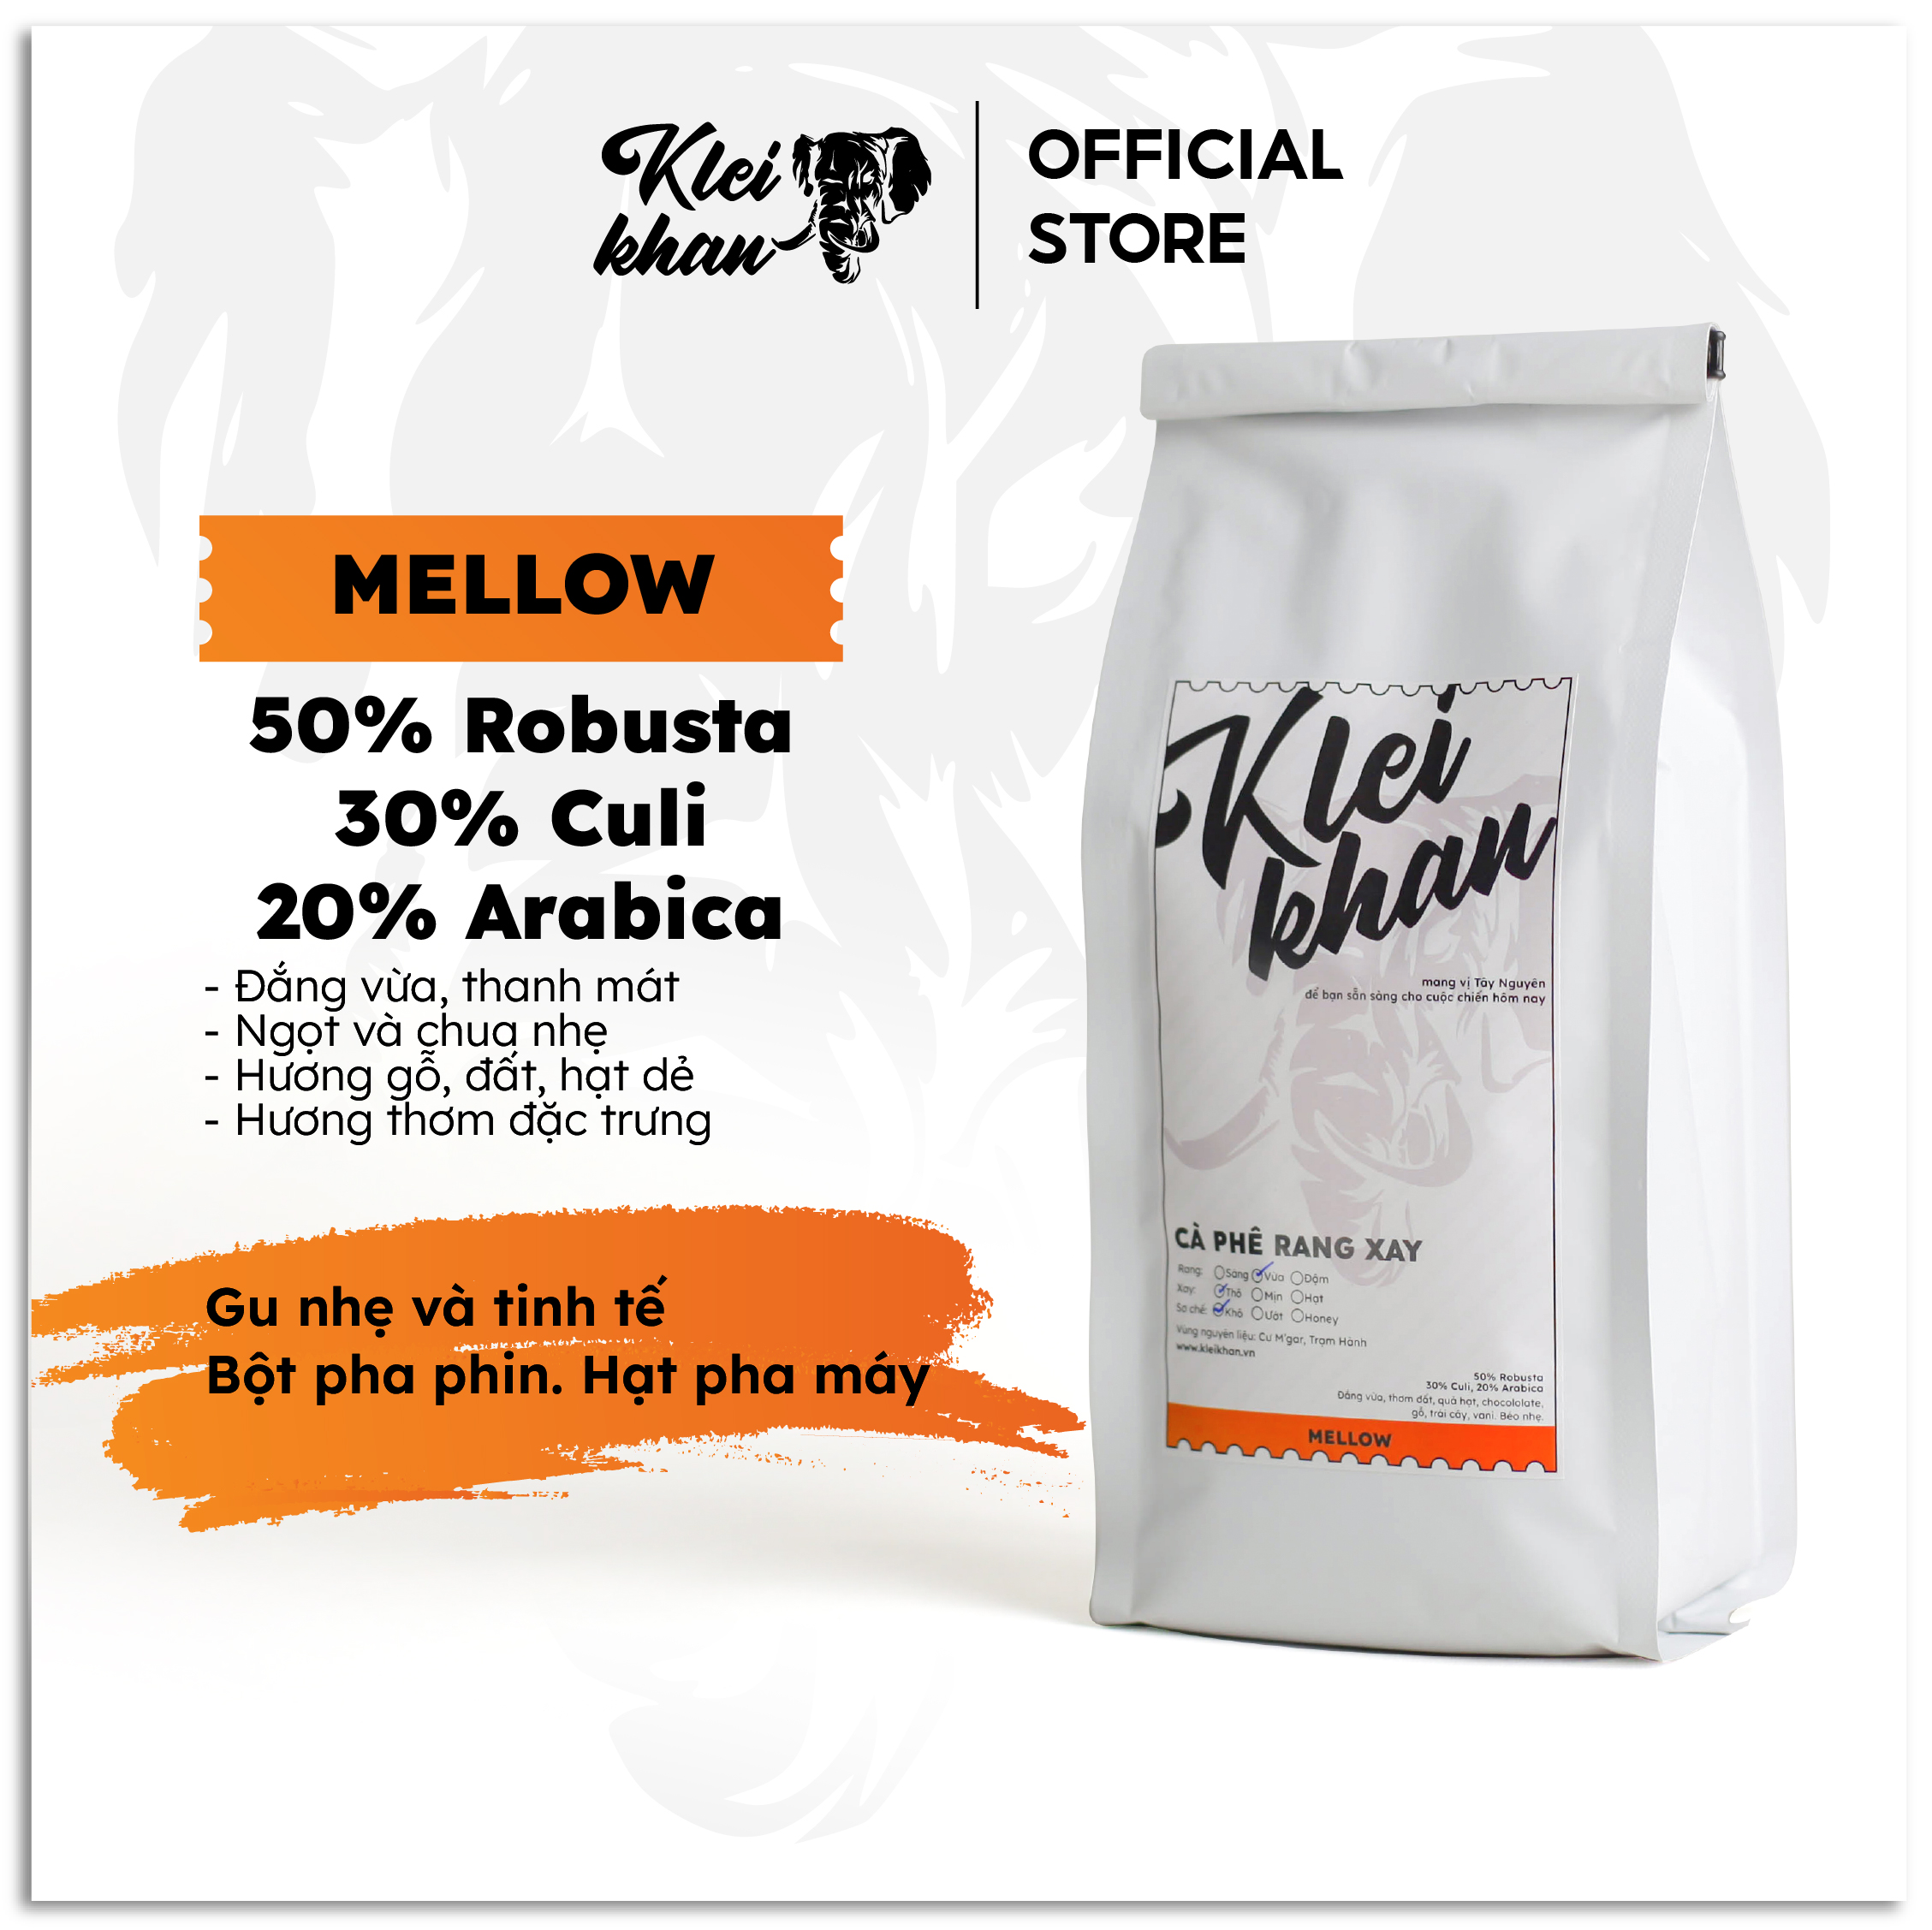 Klei
khan
OFFICIAL
STORE
MELLOW
50% Robusta
30% Culi
20% Arabica
- Đắng vừa, thanh mát
- Ngọt và chua nhẹ
- Hương gỗ, đất, hạt dẻ
- Hương thơm đặc trưng
Gu nhẹ và tinh tế
Bột pha phin. Hạt pha máy
Klei
khan
mang vị Tây Nguyên
để bạn sẵn sàng cho cuộc chiến hôm nay
CÀ PHÊ RANG XAY
Rang: Sáng Vừa Đậm
Xay: Thô Mịn Hạt
Sơ chế: Khô Ướt Honey
Vùng nguyên liệu: Cư M'gar, Trạm Hành
www.kleikhan.vn
50% Robusta
30% Culi, 20% Arabica
Đắng vừa, thơm đất, quả hạt, chocololate,
gỗ, trái cây, vani. Béo nhẹ.
MELLOW